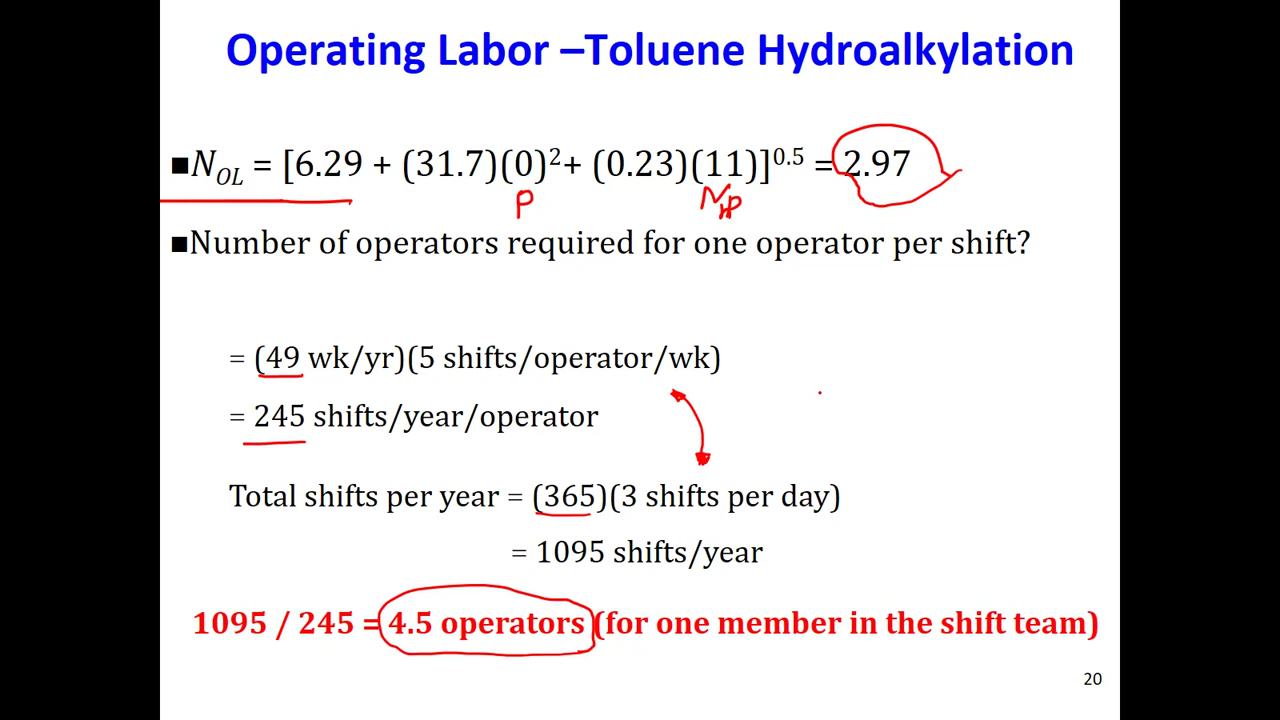 Operating Labor –Toluene Hydroalkylation
■N_OL = [6.29 + (31.7)(0)²+ (0.23)(11)]^0.5 = 2.97
P N_np
■Number of operators required for one operator per shift?
= (49 wk/yr)(5 shifts/operator/wk)
= 245 shifts/year/operator
Total shifts per year = (365)(3 shifts per day)
= 1095 shifts/year
1095 / 245 = 4.5 operators (for one member in the shift team)
20